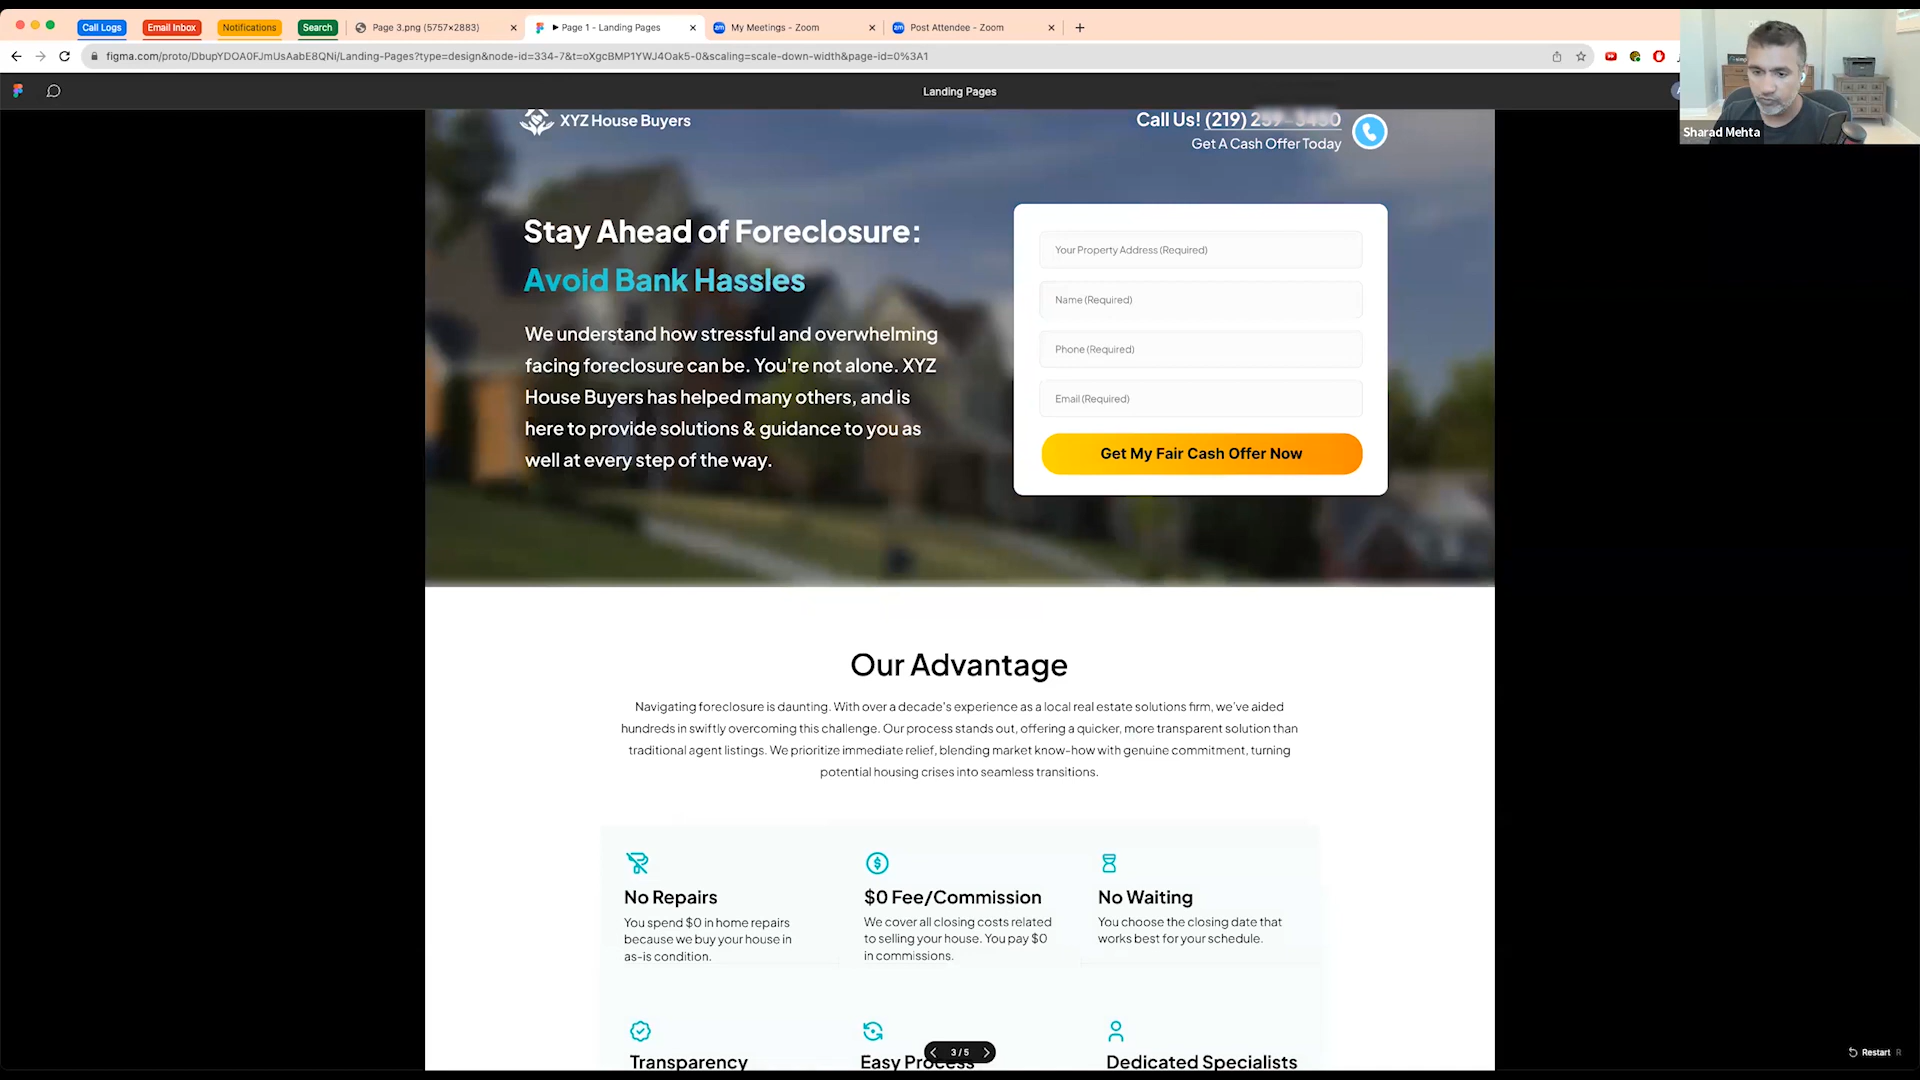 Call Logs
Email Inbox
Notifications
Search
Page 3.png (5757×2883)
Page 1 - Landing Pages
My Meetings - Zoom
Post Attendee - Zoom
figma.com/proto/DbupYDOA0FJmUsAabE8QNi/Landing-Pages?type=design&node-id=334-7&t=oXgcBMP1YWJ4Oak5-0&scaling=scale-down-width&page-id=0%3A1
Landing Pages
Sharad Mehta
XYZ House Buyers
Call Us! (219)
Get A Cash Offer Today
Stay Ahead of Foreclosure:
Avoid Bank Hassles
We understand how stressful and overwhelming
facing foreclosure can be. You're not alone. XYZ
House Buyers has helped many others, and is
here to provide solutions & guidance to you as
well at every step of the way.
Your Property Address (Required)
Name (Required)
Phone (Required)
Email (Required)
Get My Fair Cash Offer Now
Our Advantage
Navigating foreclosure is daunting. With over a decade's experience as a local real estate solutions firm, we've aided
hundreds in swiftly overcoming this challenge. Our process stands out, offering a quicker, more transparent solution than
traditional agent listings. We prioritize immediate relief, blending market know-how with genuine commitment, turning
potential housing crises into seamless transitions.
No Repairs
You spend $0 in home repairs
because we buy your house in
as-is condition.
$0 Fee/Commission
We cover all closing costs related
to selling your house. You pay $0
in commissions.
No Waiting
You choose the closing date that
works best for your schedule.
Transparency
Easy Process
Dedicated Specialists
3 / 5
Restart R